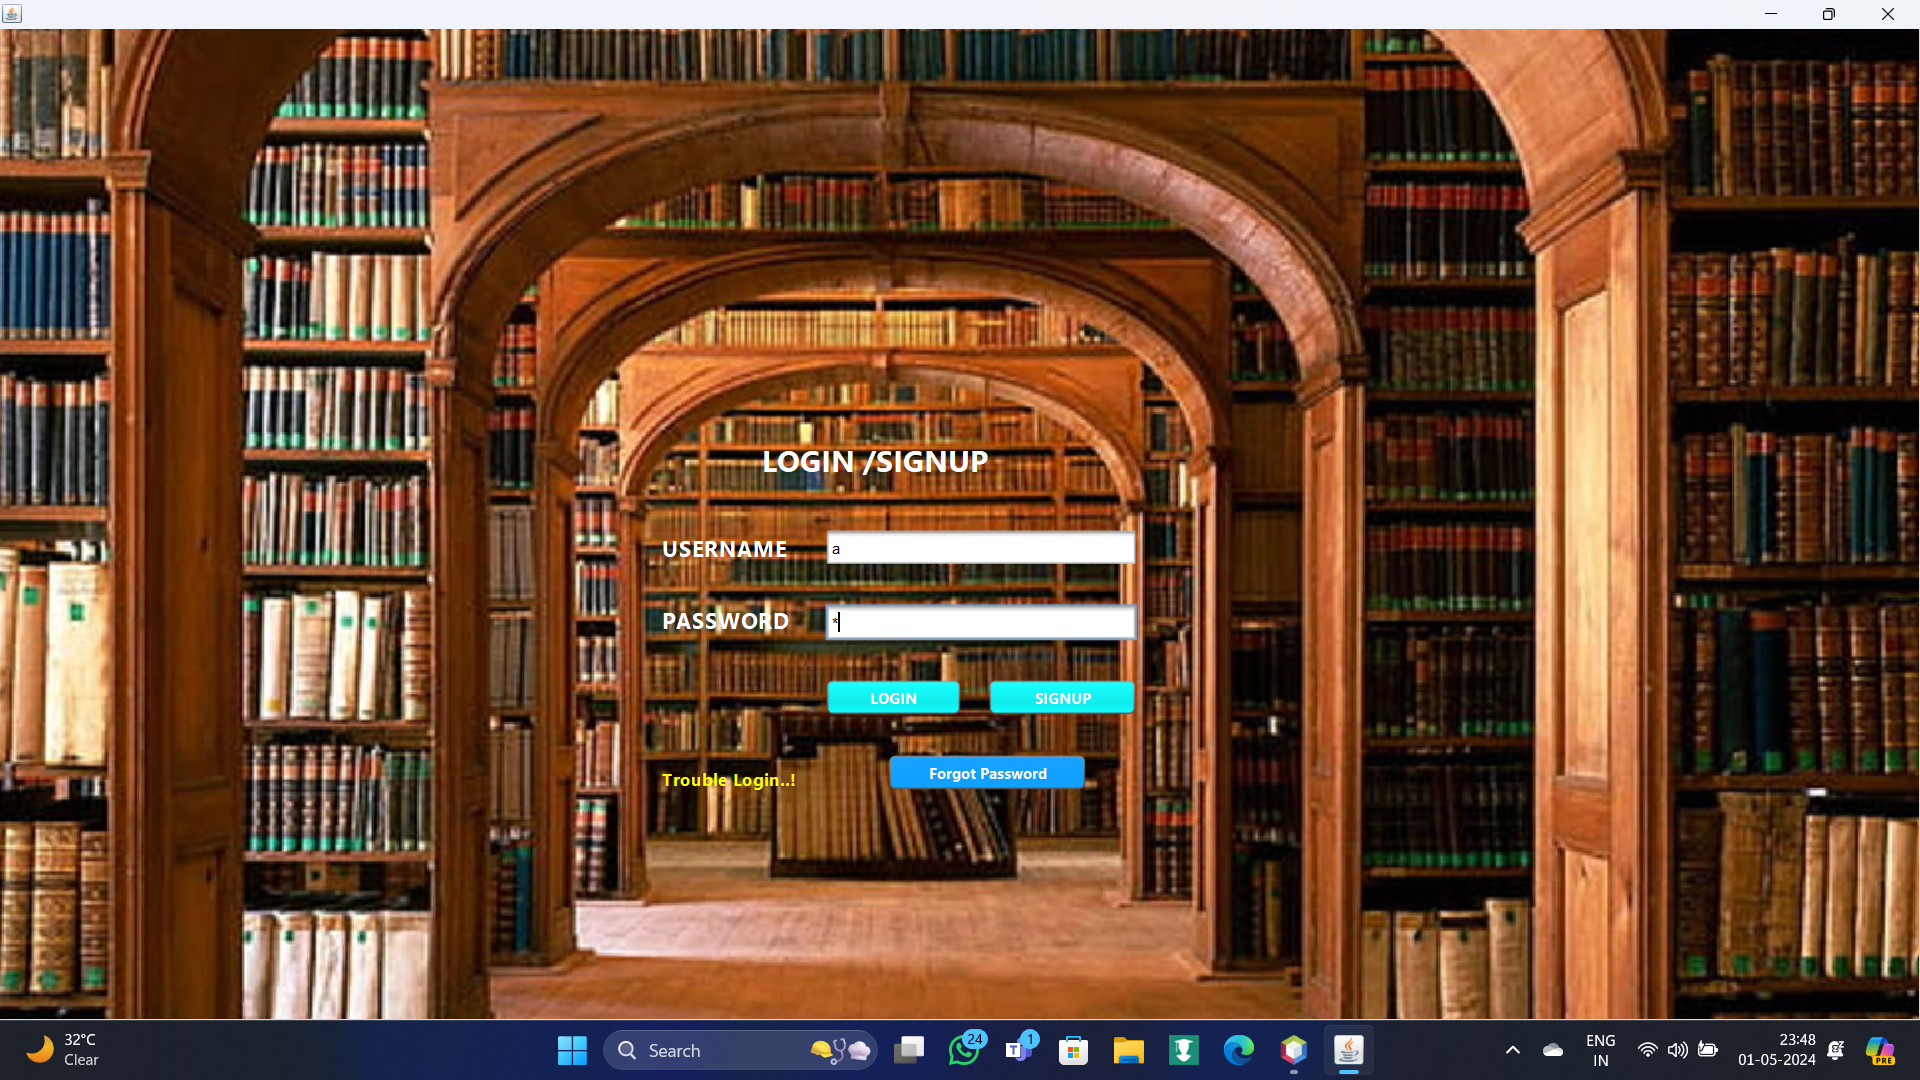 LOGIN /SIGNUP
USERNAME a
PASSWORD *
LOGIN SIGNUP
Trouble Login..! Forgot Password
32°C
Clear
Search
24
1
T
ENG
IN
23:48
01-05-2024
PRE